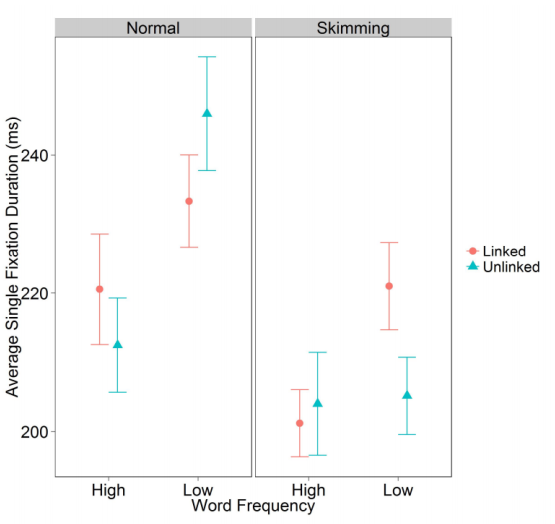 Normal
Skimming
Average Single Fixation Duration (ms)
240
220
200
High
Low
High
Low
Word Frequency
Linked
Unlinked